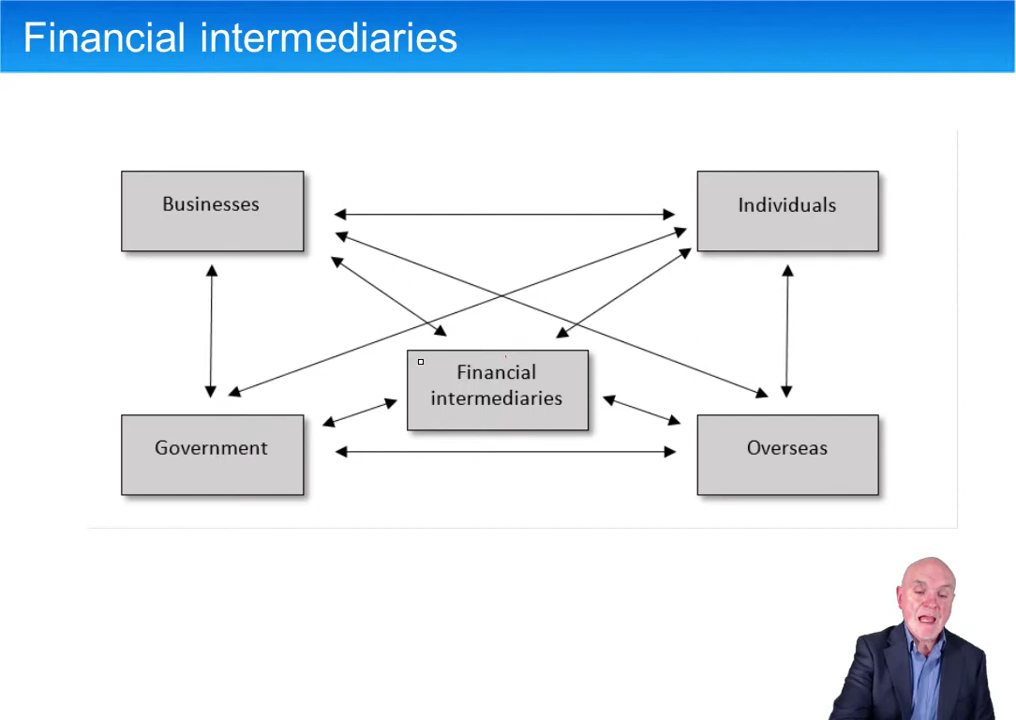 Financial intermediaries
Businesses
Individuals
Financial
intermediaries
Government
Overseas